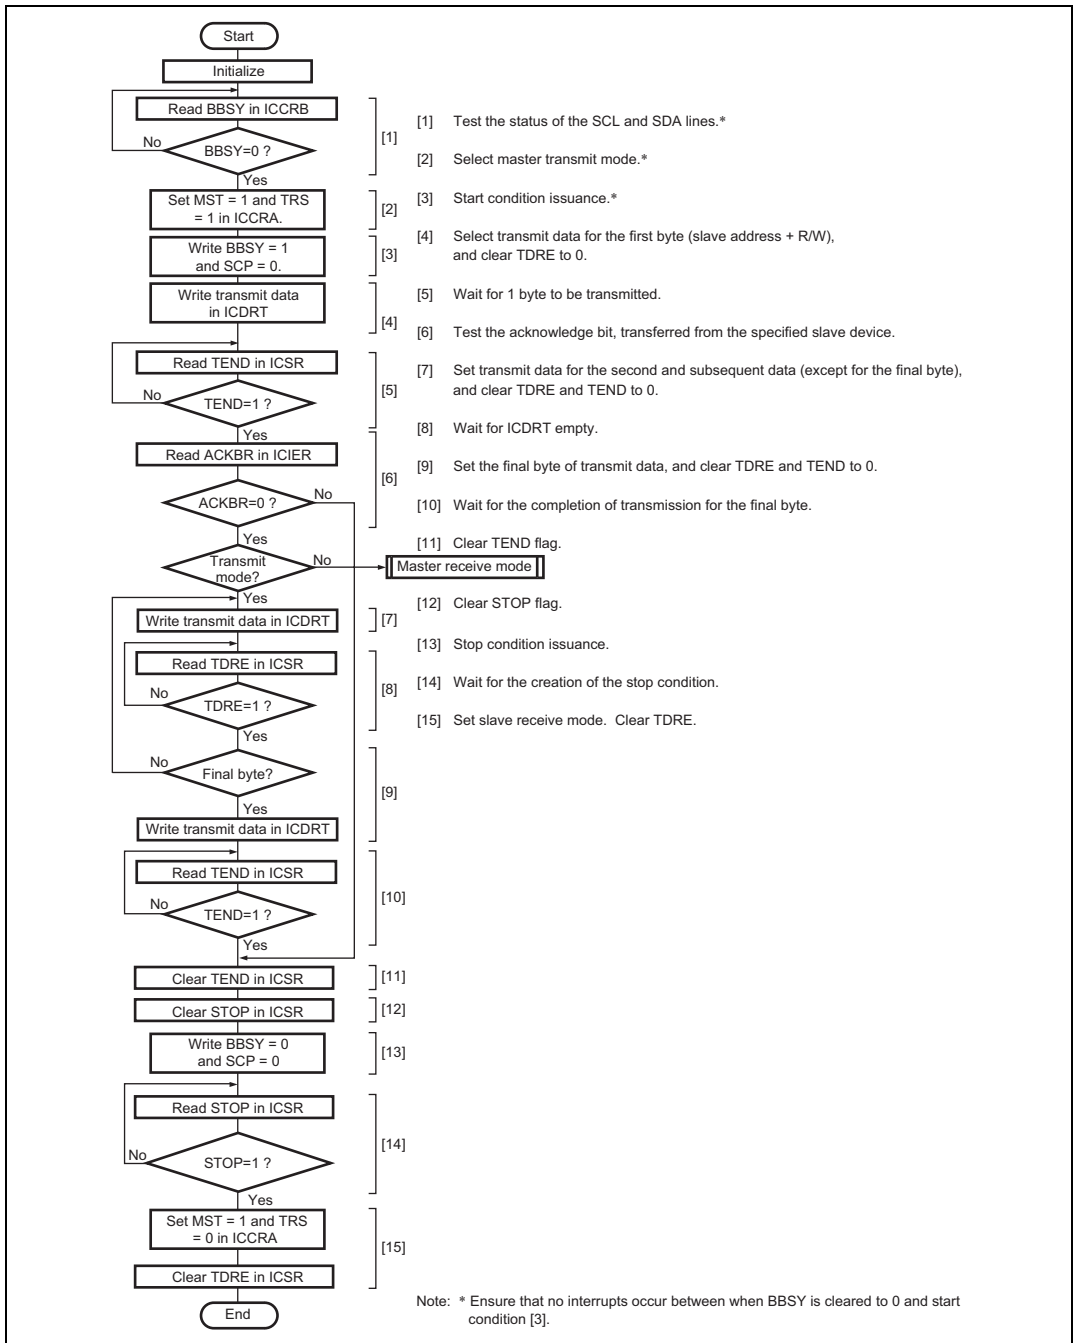 Start
Initialize
Read BBSY in ICCRB
BBSY=0 ?
No
Yes
[1]
Set MST = 1 and TRS
= 1 in ICCRA.
[2]
Write BBSY = 1
and SCP = 0.
[3]
Write transmit data
in ICDRT
[4]
Read TEND in ICSR
TEND=1 ?
No
Yes
[5]
Read ACKBR in ICIER
ACKBR=0 ?
No
Yes
[6]
Transmit
mode?
No
Master receive mode
Yes
Write transmit data in ICDRT
[7]
Read TDRE in ICSR
TDRE=1 ?
No
Yes
[8]
Final byte?
No
Yes
Write transmit data in ICDRT
[9]
Read TEND in ICSR
TEND=1 ?
No
Yes
[10]
Clear TEND in ICSR
[11]
Clear STOP in ICSR
[12]
Write BBSY = 0
and SCP = 0
[13]
Read STOP in ICSR
STOP=1 ?
No
Yes
[14]
Set MST = 1 and TRS
= 0 in ICCRA
Clear TDRE in ICSR
[15]
End
[1] Test the status of the SCL and SDA lines.*
[2] Select master transmit mode.*
[3] Start condition issuance.*
[4] Select transmit data for the first byte (slave address + R/W),
and clear TDRE to 0.
[5] Wait for 1 byte to be transmitted.
[6] Test the acknowledge bit, transferred from the specified slave device.
[7] Set transmit data for the second and subsequent data (except for the final byte),
and clear TDRE and TEND to 0.
[8] Wait for ICDRT empty.
[9] Set the final byte of transmit data, and clear TDRE and TEND to 0.
[10] Wait for the completion of transmission for the final byte.
[11] Clear TEND flag.
[12] Clear STOP flag.
[13] Stop condition issuance.
[14] Wait for the creation of the stop condition.
[15] Set slave receive mode. Clear TDRE.
Note: * Ensure that no interrupts occur between when BBSY is cleared to 0 and start
condition [3].